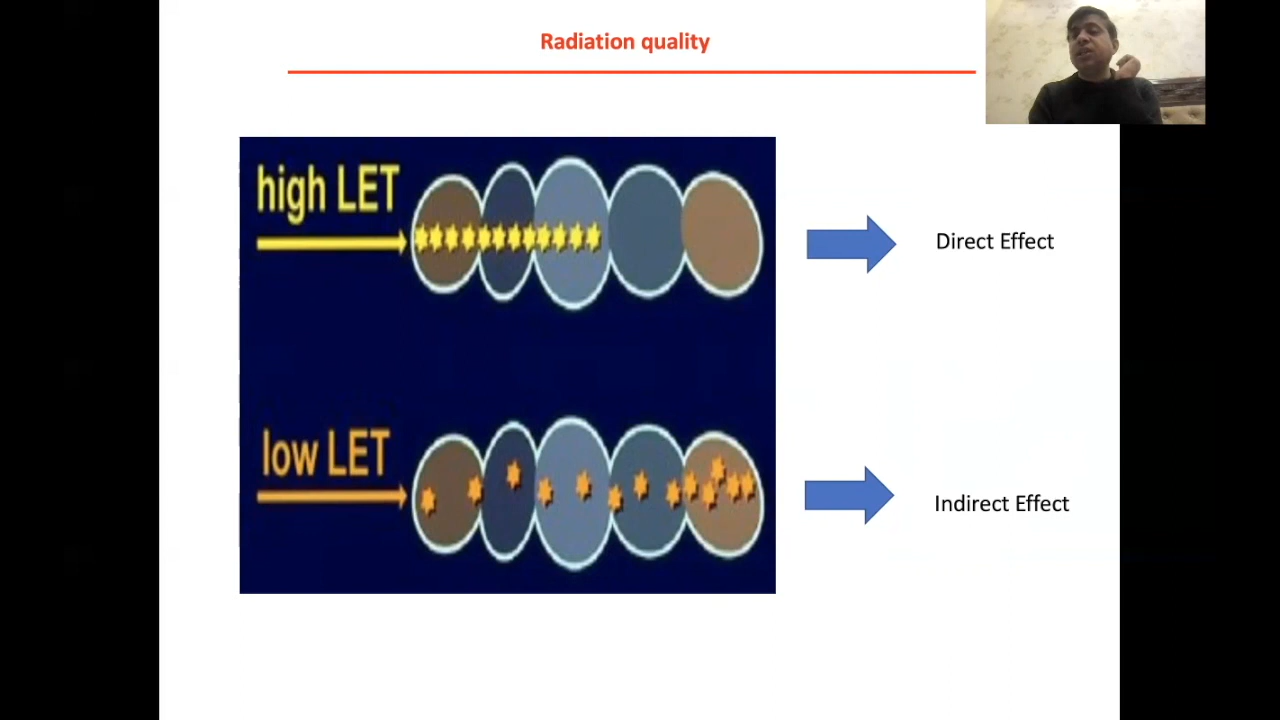 Radiation quality
high LET
Direct Effect
low LET
Indirect Effect